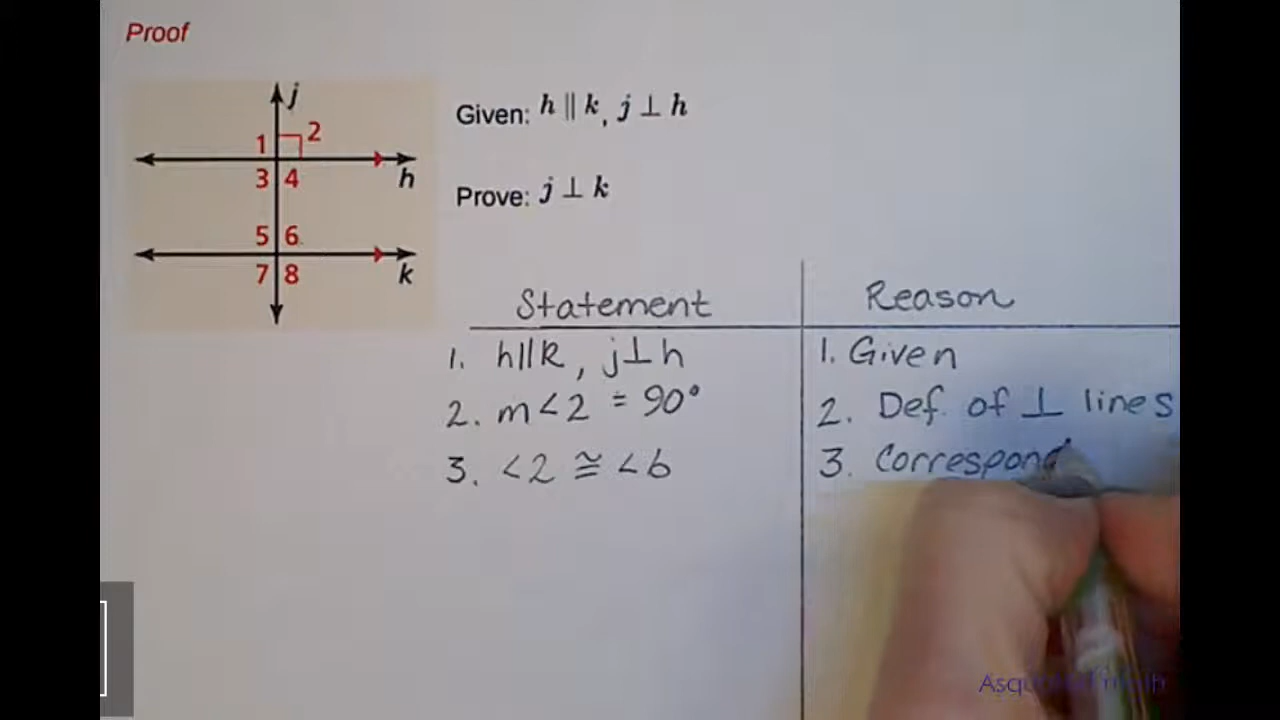 Proof
j
1 2
3 4 h
5 6
7 8 k
Given: h ∥ k, j ⊥ h
Prove: j ⊥ k
Statement Reason
1. h∥k, j⊥h 1. Given
2. m<2 = 90° 2. Def. of ⊥ lines
3. <2 ≅ <6 3. Correspond